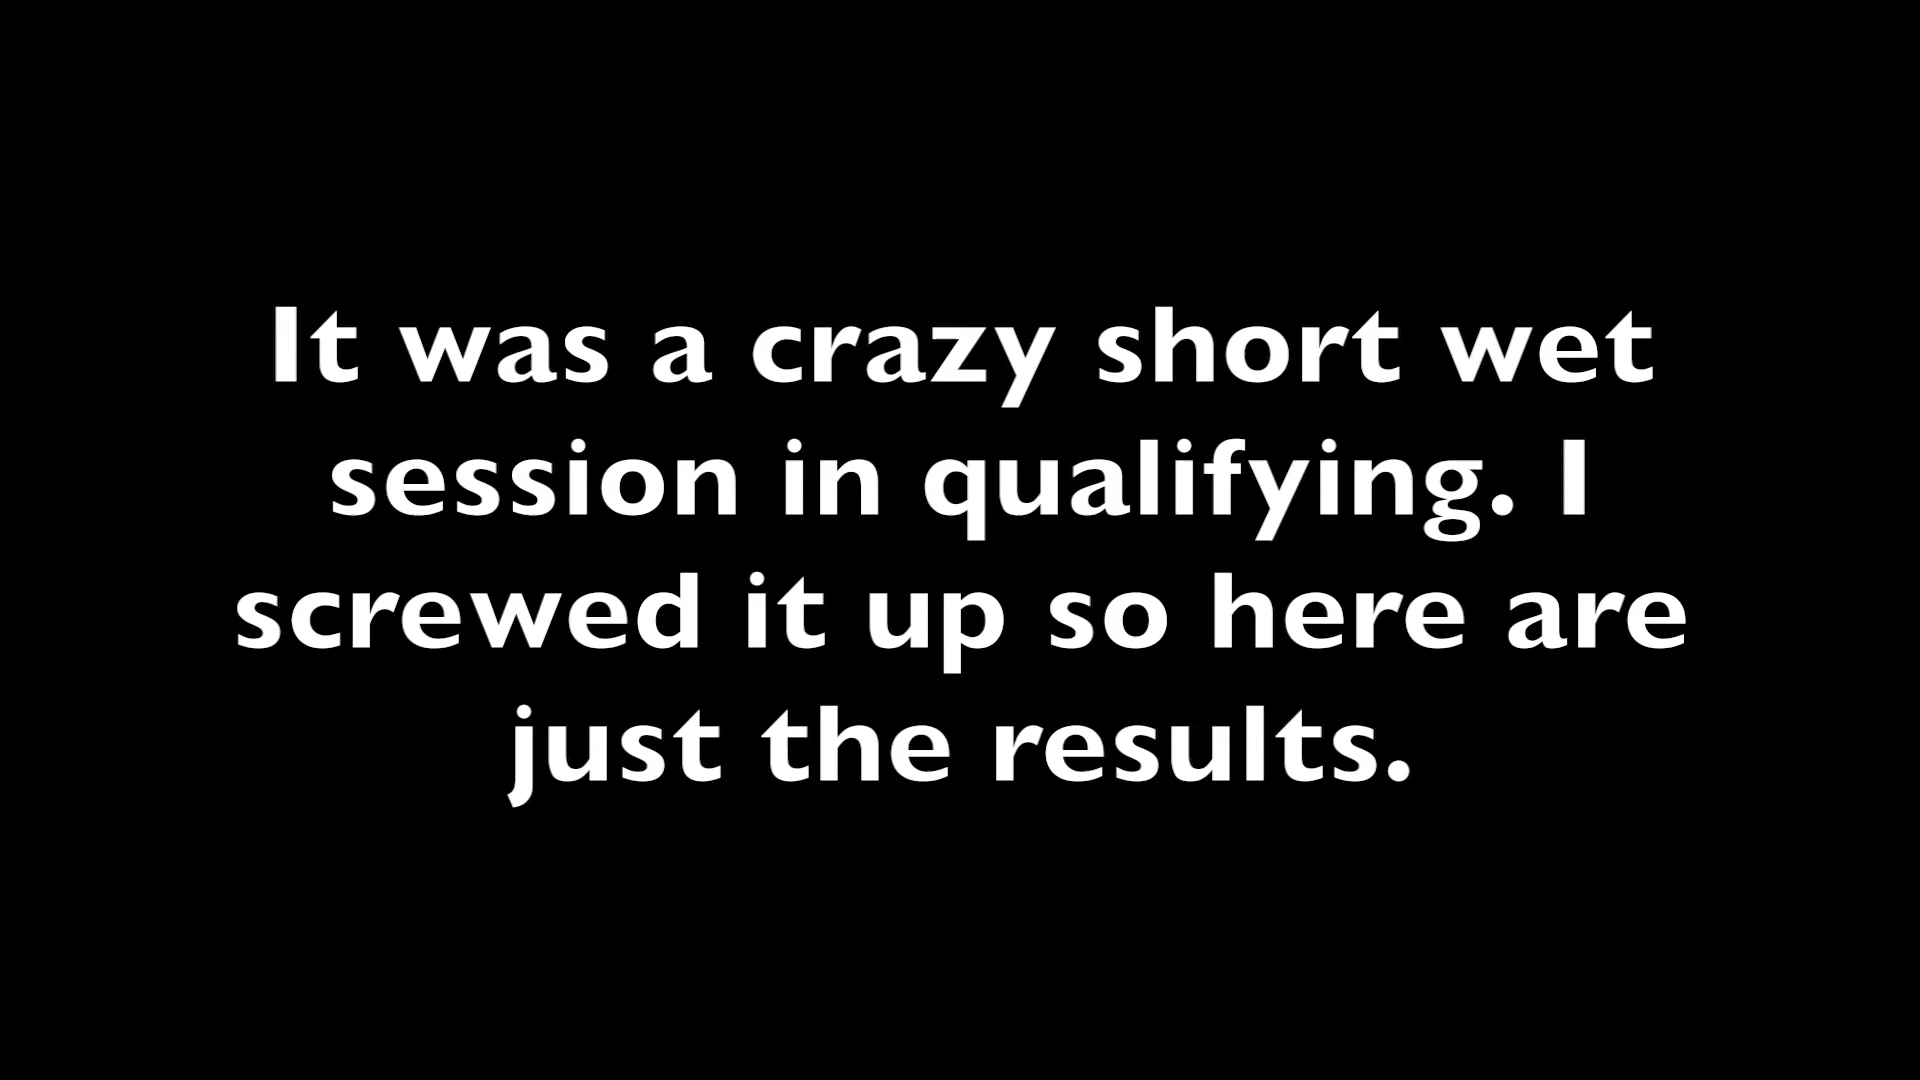 It was a crazy short wet
session in qualifying. I
screwed it up so here are
just the results.